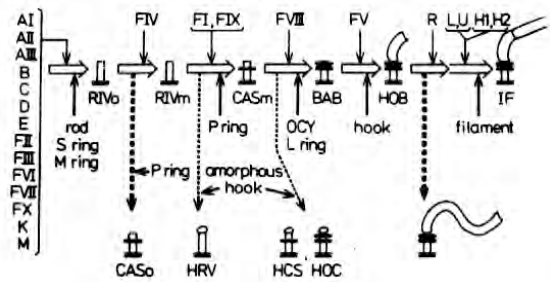 AI
AII
AIII
B
C
D
E
FII
FIII
FVI
FVII
FX
K
M
FIV
FI, FIX
FVIII
FV
R
L,U
H1,H2
RIVo
RIVm
CASm
BAB
HOB
IF
rod
S ring
M ring
P ring
OCY
L ring
hook
filament
P ring
amorphous
hook
CASo
HRV
HCS
HOC